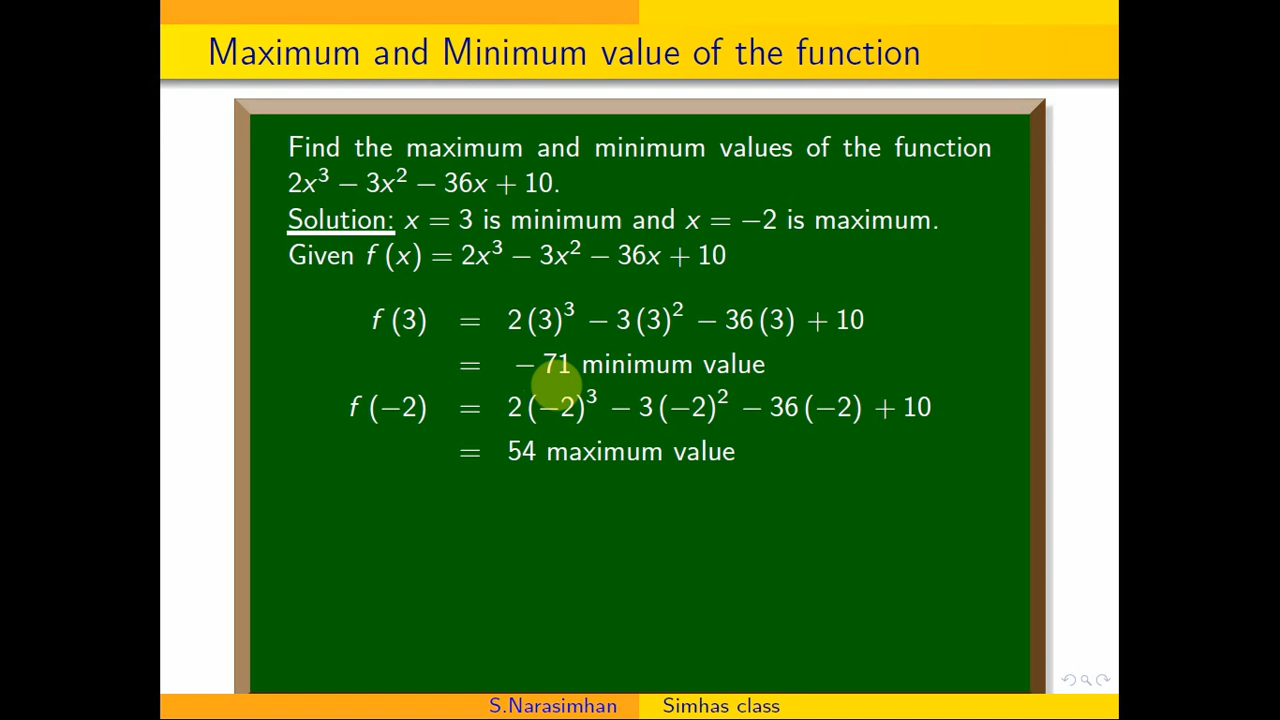 Maximum and Minimum value of the function
Find the maximum and minimum values of the function
2x³ − 3x² − 36x + 10.
Solution: x = 3 is minimum and x = −2 is maximum.
Given f (x) = 2x³ − 3x² − 36x + 10
f (3) = 2 (3)³ − 3 (3)² − 36 (3) + 10
= − 71 minimum value
f (−2) = 2 (−2)³ − 3 (−2)² − 36 (−2) + 10
= 54 maximum value
S.Narasimhan Simhas class